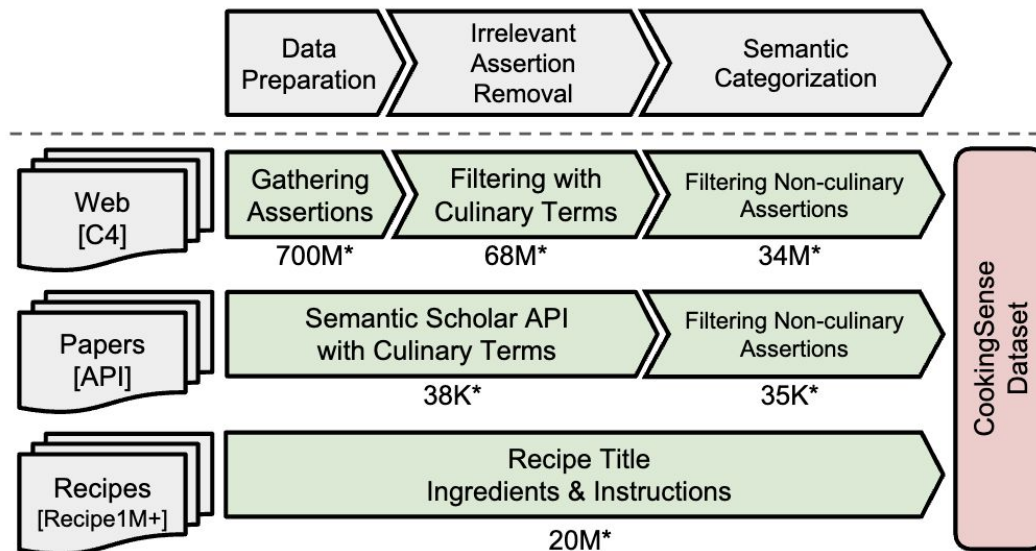 Data
Preparation
Irrelevant
Assertion
Removal
Semantic
Categorization
Web
[C4]
Gathering
Assertions
700M*
Filtering with
Culinary Terms
68M*
Filtering Non-culinary
Assertions
34M*
Papers
[API]
Semantic Scholar API
with Culinary Terms
38K*
Filtering Non-culinary
Assertions
35K*
Recipes
[Recipe1M+]
Recipe Title
Ingredients & Instructions
20M*
CookingSense
Dataset